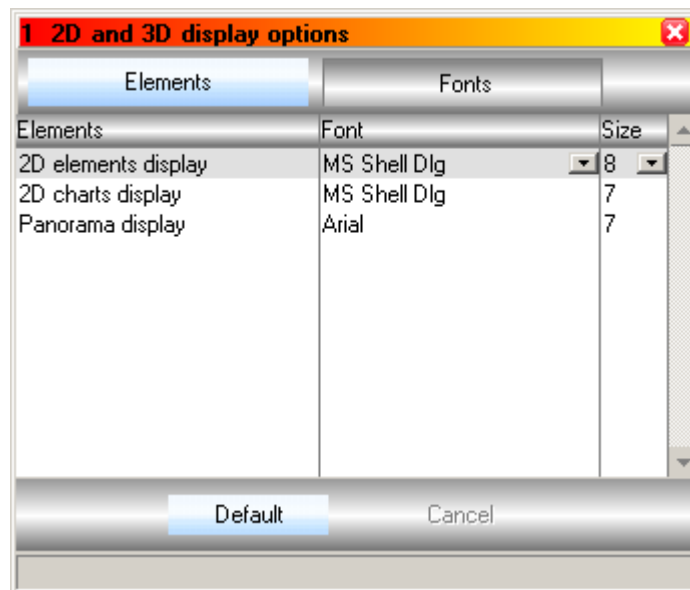 1 2D and 3D display options
Elements Fonts
Elements Font Size
2D elements display MS Shell Dlg 8
2D charts display MS Shell Dlg 7
Panorama display Arial 7
Default Cancel